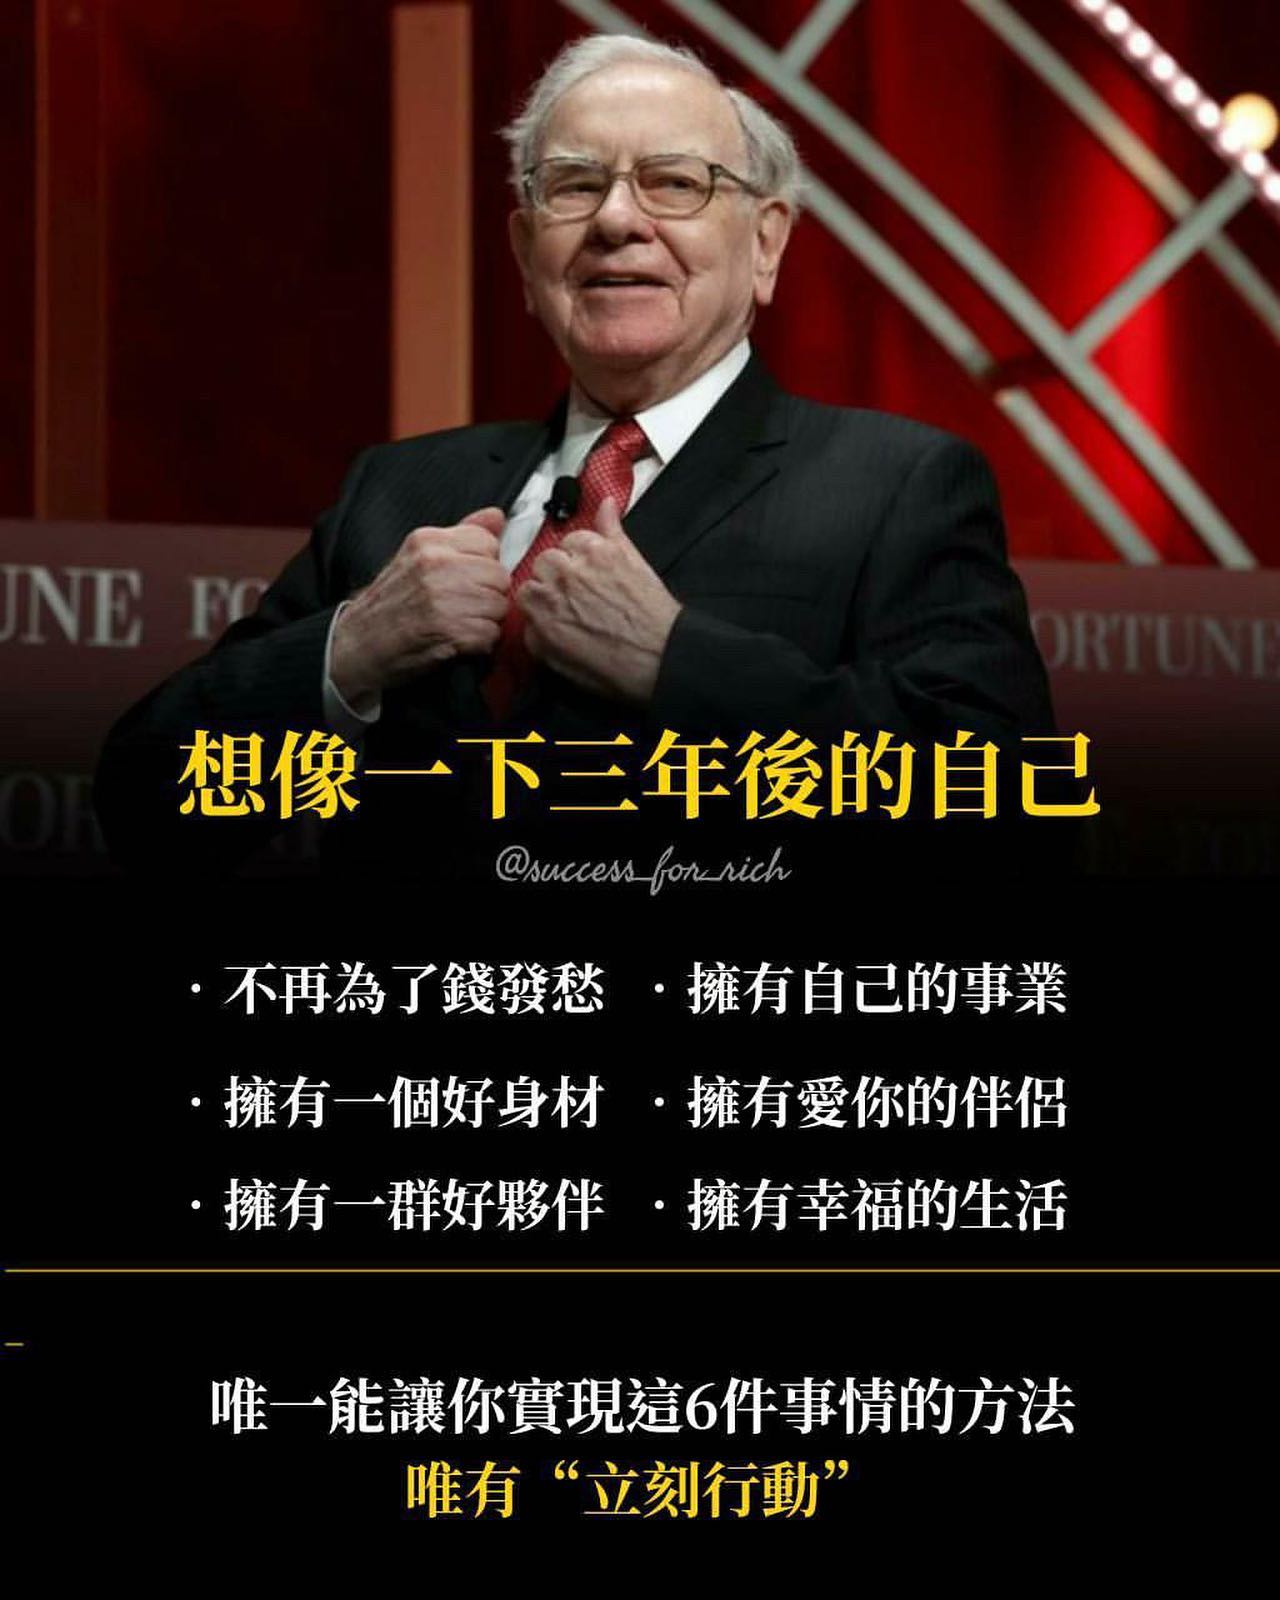 UNE FO ORTUNE
想像一下三年後的自己
@success_for_rich
· 不再為了錢發愁 · 擁有自己的事業
· 擁有一個好身材 · 擁有愛你的伴侶
· 擁有一群好夥伴 · 擁有幸福的生活
唯一能讓你實現這6件事情的方法
唯有“立刻行動”